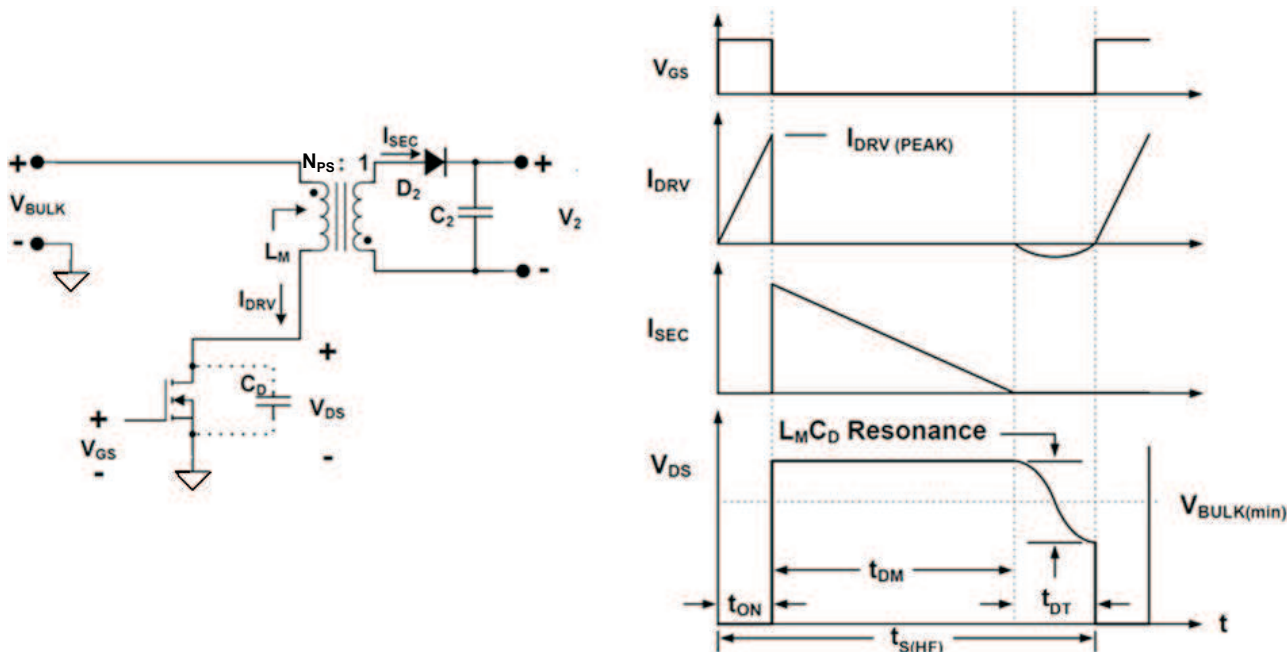 +
V_BULK
-
N_PS : 1
I_SEC
D_2
C_2
+
V_2
-
L_M
I_DRV
+
C_D
V_DS
-
+
V_GS
-
V_GS
I_DRV
I_DRV (PEAK)
I_SEC
L_MC_D Resonance
V_DS
V_BULK(min)
t_DM
t_ON
t_DT
t
t_S(HF)